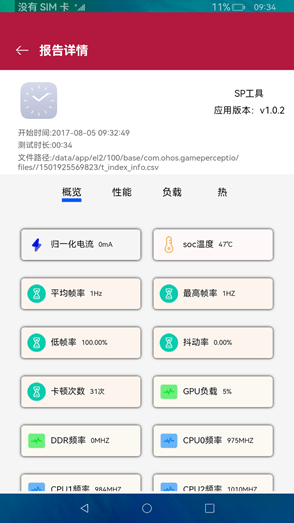 没有 SIM 卡 11% 09:34
报告详情
SP工具
应用版本: v1.0.2
开始时间:2017-08-05 09:32:49
测试时长:00:34
文件路径:/data/app/el2/100/base/com.ohos.gameperceptio/
files//1501925569823/t_index_info.csv
概览 性能 负载 热
归一化电流 0mA soc温度 47℃
平均帧率 1Hz 最高帧率 1HZ
低帧率 100.00% 抖动率 0.00%
卡顿次数 31次 GPU负载 5%
DDR频率 0MHZ CPU0频率 975MHZ
CPU1频率 984MHZ CPU2频率 1010MHZ